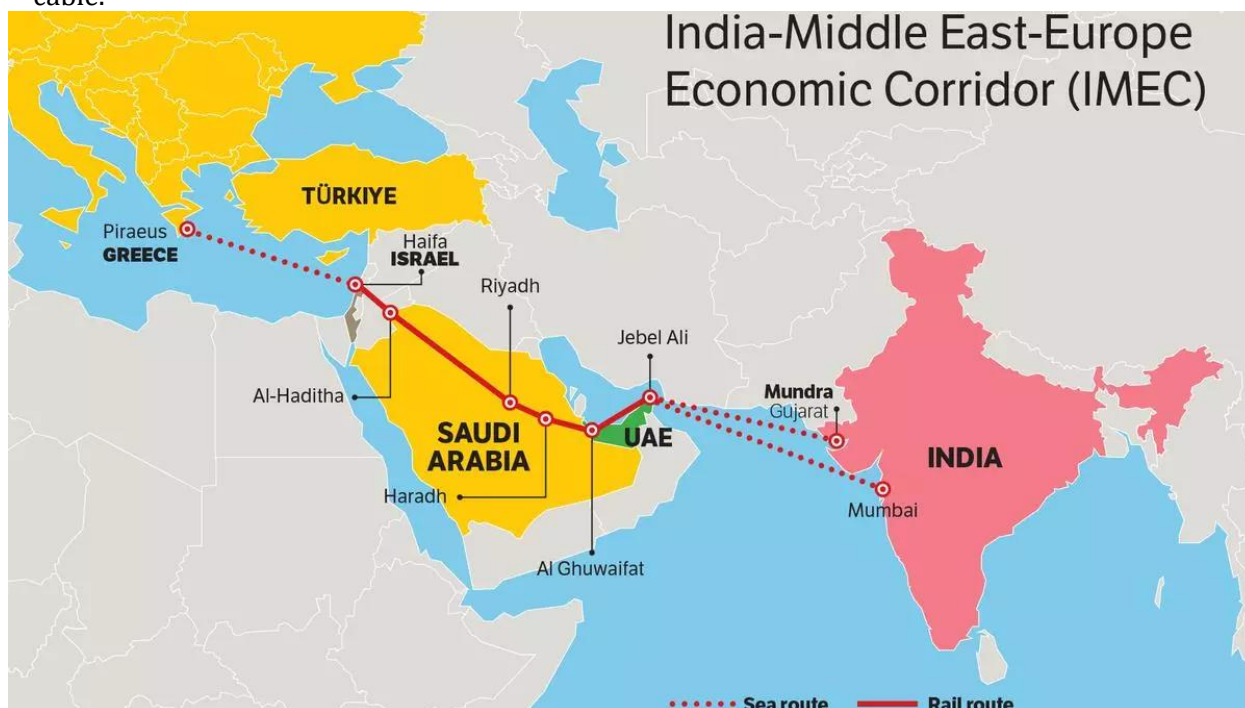 cable.
India-Middle East-Europe
Economic Corridor (IMEC)
TÜRKIYE
Piraeus
GREECE
Haifa
ISRAEL
Riyadh
Jebel Ali
Al-Haditha
Mundra
Gujarat
SAUDI
ARABIA
UAE
INDIA
Haradh
Mumbai
Al Ghuwaifat
Sea route
Rail route